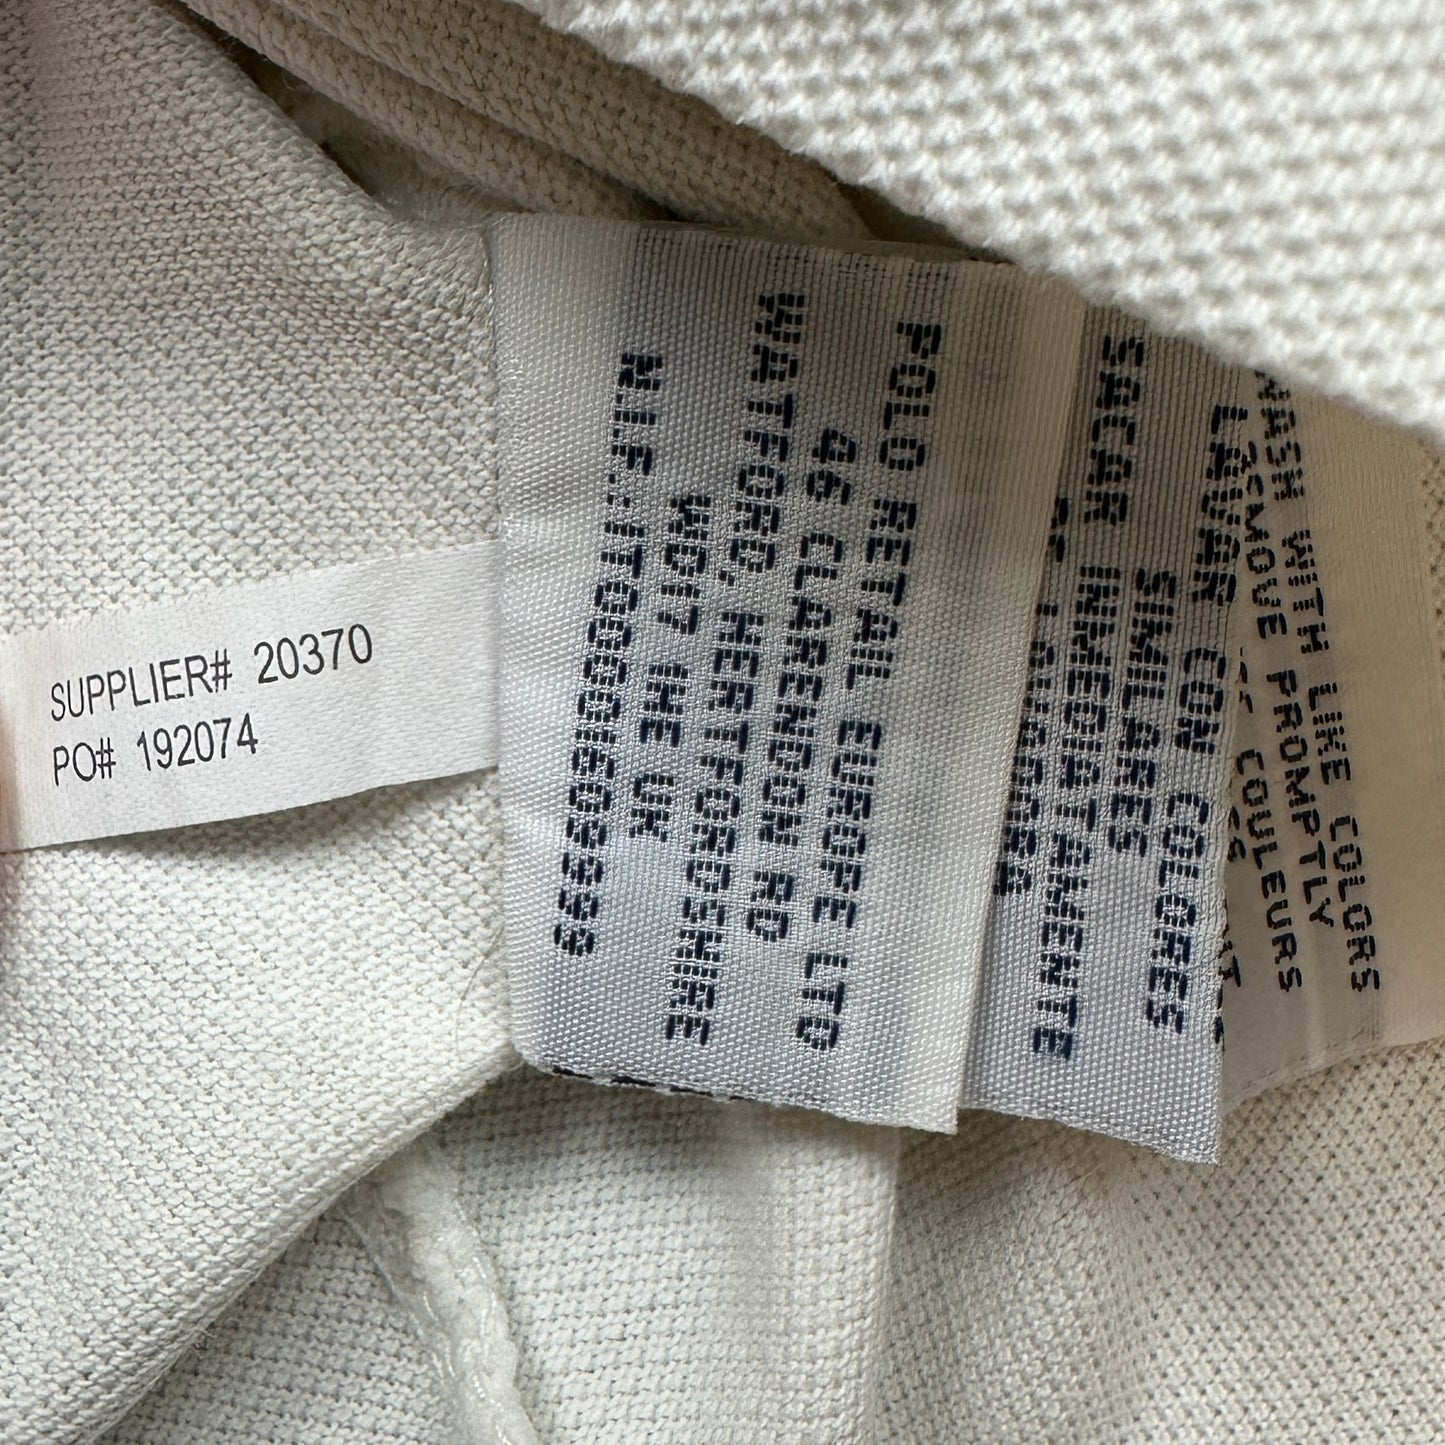 SUPPLIER# 20370
PO# 192074
POLO RETAIL EUROPE LTD
46 CLARENDON RD
WATFORD, HERTFORDSHIRE
WD17 1HE UK
N.I.F.:IT00001608999
LAVAR CON COLORES
SIMILARES
SACAR INMEDIATAMENTE
WASH WITH LIKE COLORS
REMOVE PROMPTLY
COULEURS